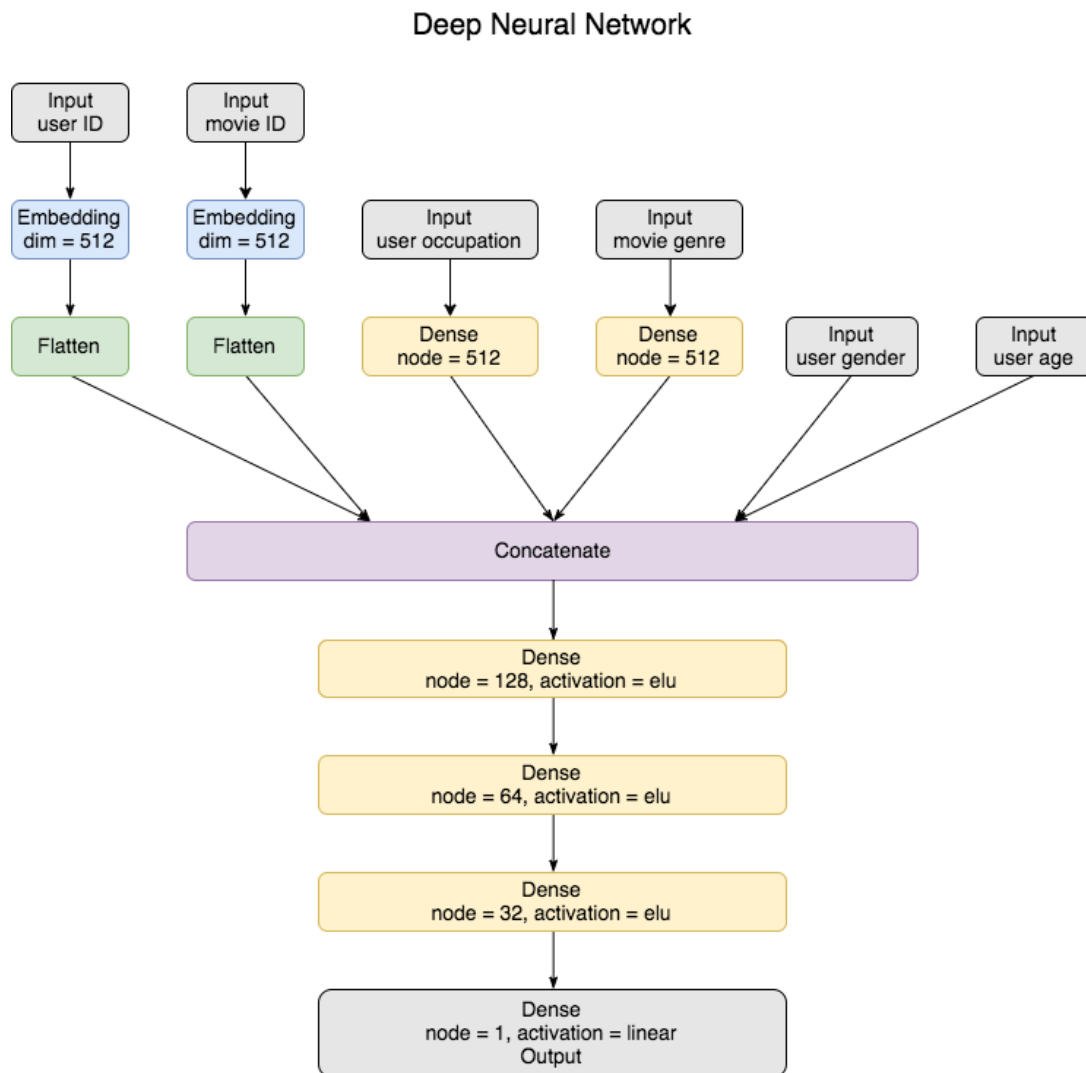 Deep Neural Network
Input
user ID
Input
movie ID
Embedding
dim = 512
Embedding
dim = 512
Input
user occupation
Input
movie genre
Flatten
Flatten
Dense
node = 512
Dense
node = 512
Input
user gender
Input
user age
Concatenate
Dense
node = 128, activation = elu
Dense
node = 64, activation = elu
Dense
node = 32, activation = elu
Dense
node = 1, activation = linear
Output